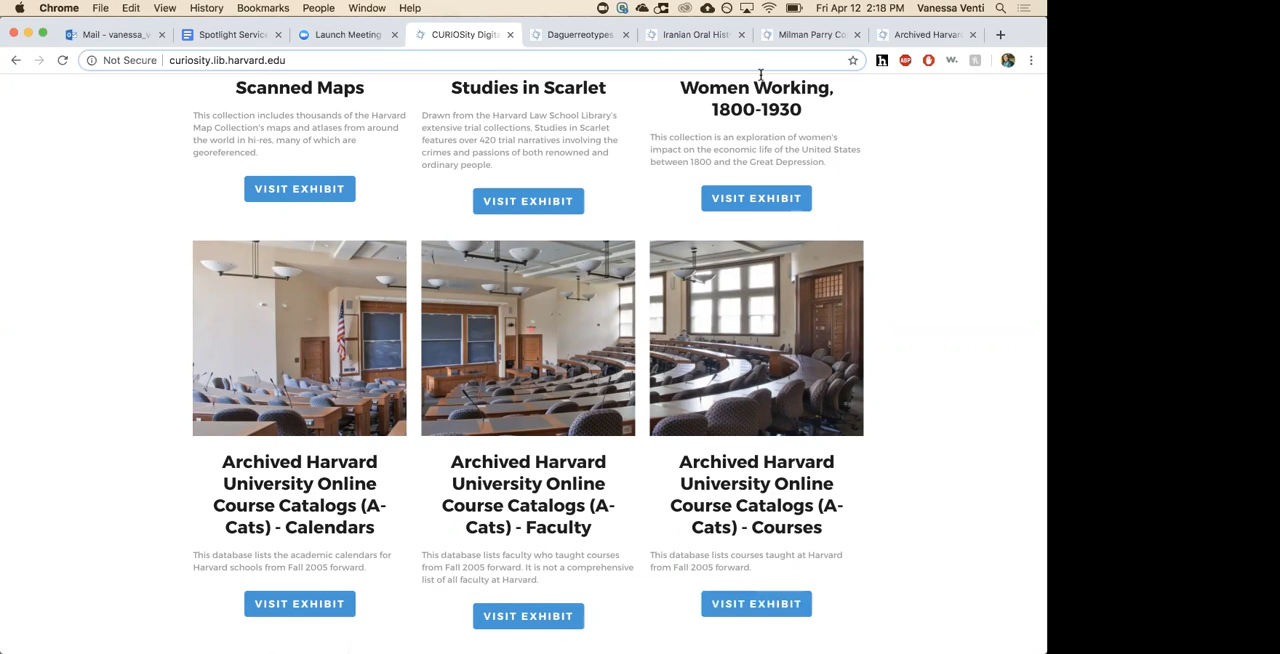 Chrome File Edit View History Bookmarks People Window Help Fri Apr 12 2:18 PM Vanessa Venti
Mail - vanessa_v Spotlight Service Launch Meeting CURIOSity Digita Daguerreotypes Iranian Oral Hist Milman Parry Co Archived Harvar
Not Secure curiosity.lib.harvard.edu
Scanned Maps
This collection includes thousands of the Harvard
Map Collection's maps and atlases from around
the world in hi-res, many of which are
georeferenced.
VISIT EXHIBIT
Studies in Scarlet
Drawn from the Harvard Law School Library's
extensive trial collections, Studies in Scarlet
features over 420 trial narratives involving the
crimes and passions of both renowned and
ordinary people.
VISIT EXHIBIT
Women Working,
1800-1930
This collection is an exploration of women's
impact on the economic life of the United States
between 1800 and the Great Depression.
VISIT EXHIBIT
Archived Harvard
University Online
Course Catalogs (A-
Cats) - Calendars
This database lists the academic calendars for
Harvard schools from Fall 2005 forward.
VISIT EXHIBIT
Archived Harvard
University Online
Course Catalogs (A-
Cats) - Faculty
This database lists faculty who taught courses
from Fall 2005 forward. It is not a comprehensive
list of all faculty at Harvard.
VISIT EXHIBIT
Archived Harvard
University Online
Course Catalogs (A-
Cats) - Courses
This database lists courses taught at Harvard
from Fall 2005 forward.
VISIT EXHIBIT